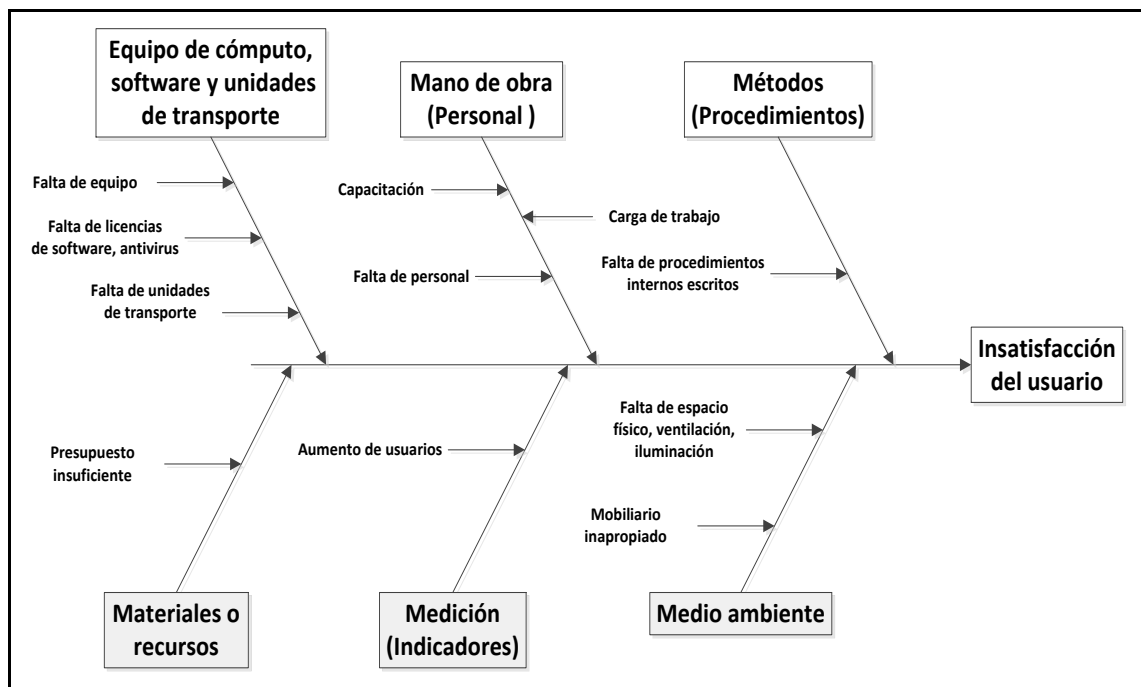 Equipo de cómputo,
software y unidades
de transporte
Mano de obra
(Personal )
Métodos
(Procedimientos)
Falta de equipo
Falta de licencias
de software, antivirus
Falta de unidades
de transporte
Capacitación
Carga de trabajo
Falta de personal
Falta de procedimientos
internos escritos
Insatisfacción
del usuario
Presupuesto
insuficiente
Aumento de usuarios
Falta de espacio
físico, ventilación,
iluminación
Mobiliario
inapropiado
Materiales o
recursos
Medición
(Indicadores)
Medio ambiente